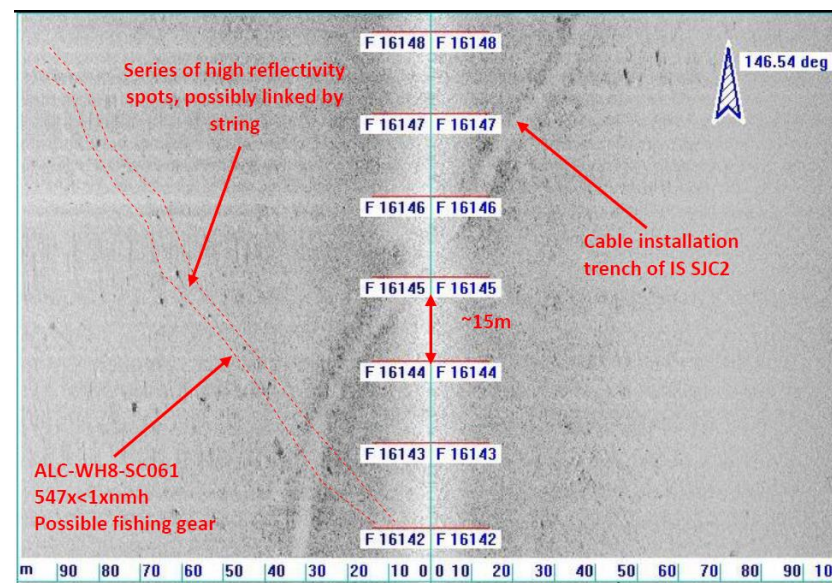 F 16148 F 16148
146.54 deg
Series of high reflectivity
spots, possibly linked by
string
F 16147 F 16147
F 16146 F 16146
Cable installation
trench of IS SJC2
F 16145 F 16145
~15m
F 16144 F 16144
F 16143 F 16143
ALC-WH8-SC061
547x<1xnmh
Possible fishing gear
F 16142 F 16142
m 90 80 70 60 50 40 30 20 10 0 0 10 20 30 40 50 60 70 80 90 10